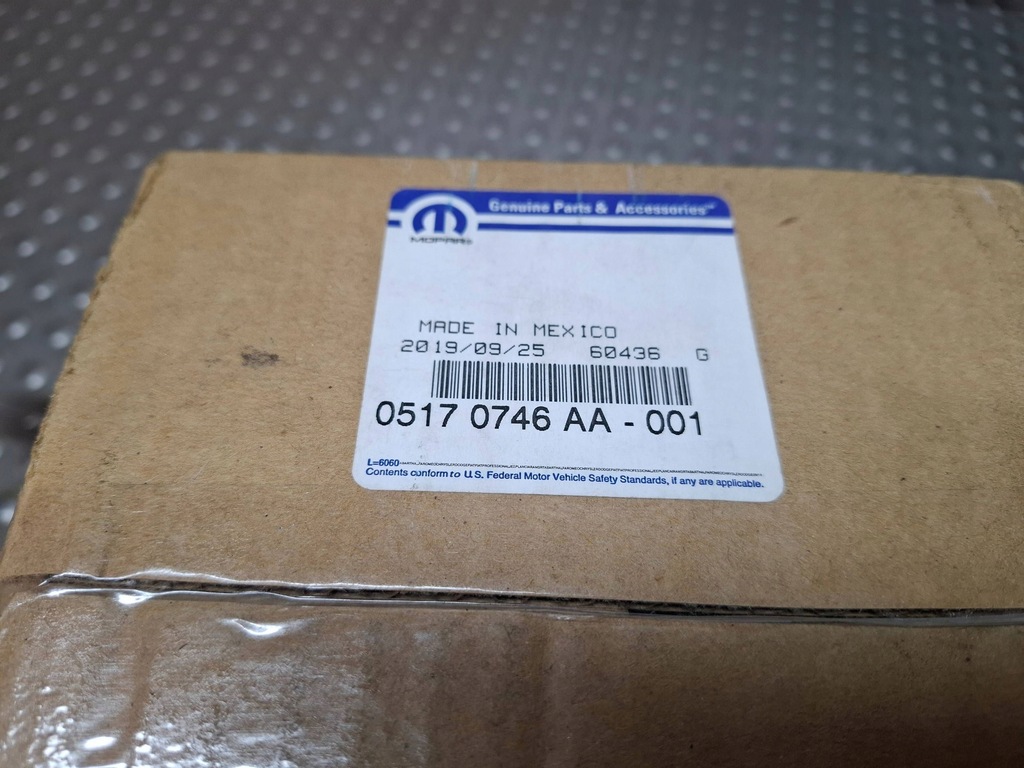 Genuine Parts & Accessories
MOPAR
MADE IN MEXICO
2019/09/25 60436 G
0517 0746 AA - 001
L=6060
Contents conform to U.S. Federal Motor Vehicle Safety Standards, if any are applicable.